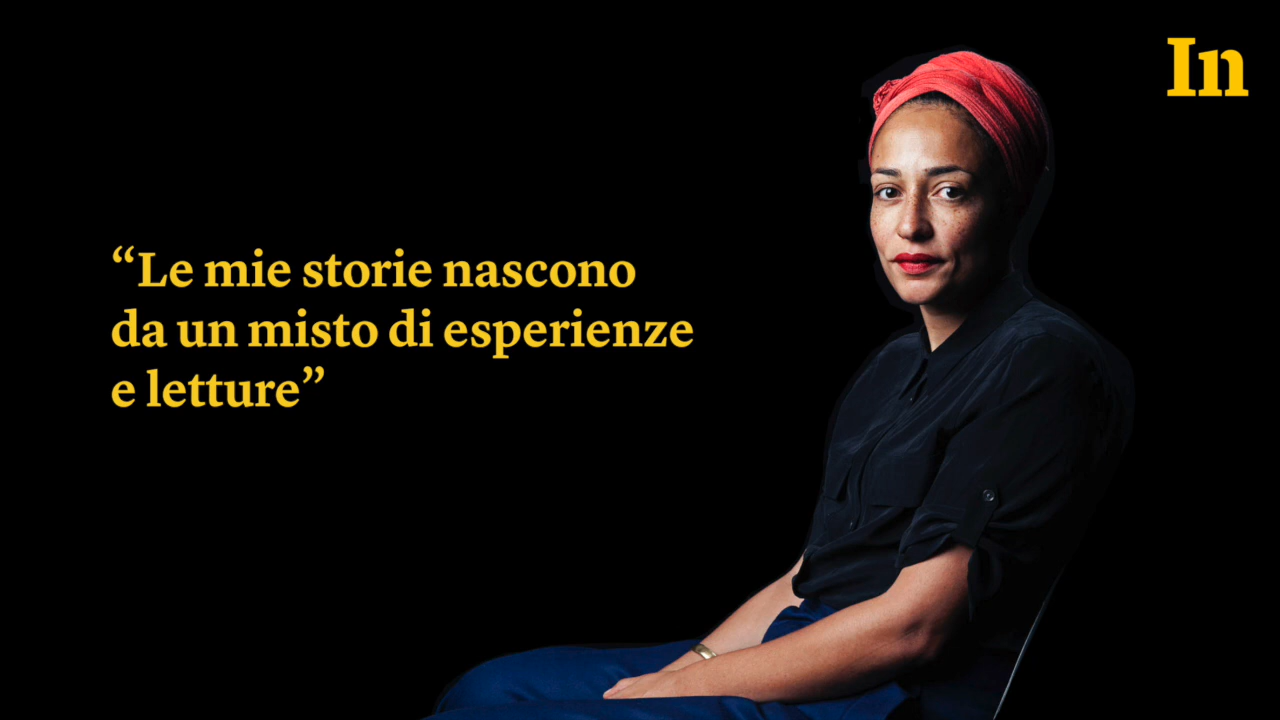 In
“Le mie storie nascono
da un misto di esperienze
e letture”